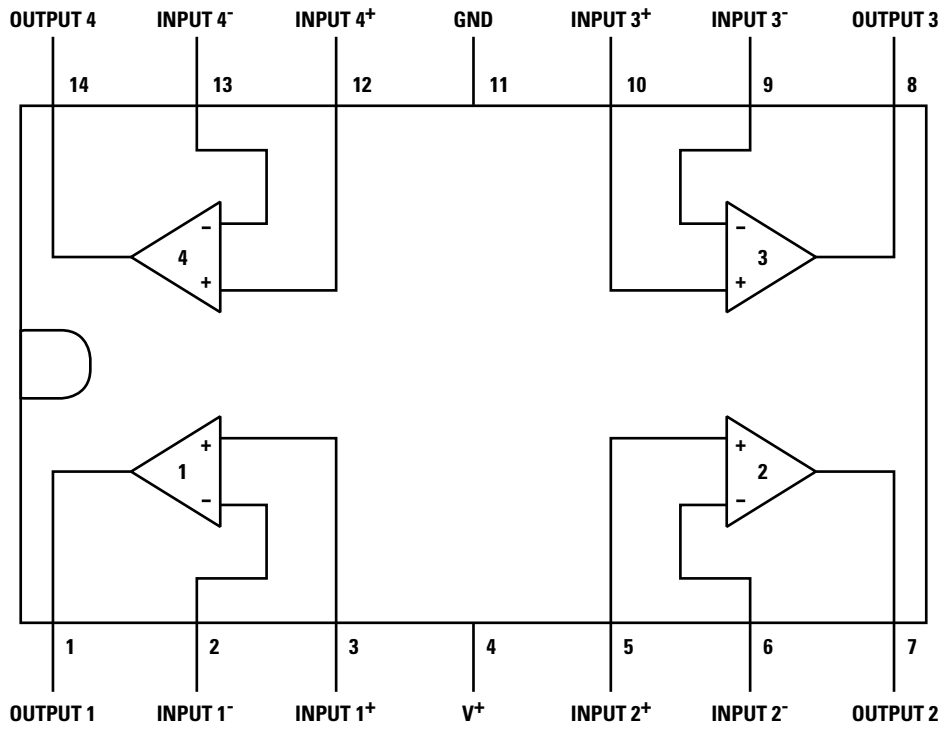 OUTPUT 4 INPUT 4- INPUT 4+ GND INPUT 3+ INPUT 3- OUTPUT 3
14 13 12 11 10 9 8
- -
4 3
+ +
+ +
1 2
- -
1 2 3 4 5 6 7
OUTPUT 1 INPUT 1- INPUT 1+ V+ INPUT 2+ INPUT 2- OUTPUT 2